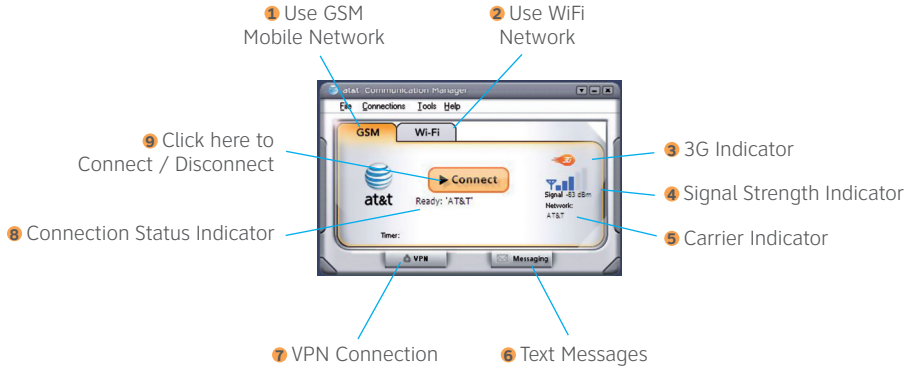 1 Use GSM
Mobile Network
2 Use WiFi
Network
at&t Communication Manager
File Connections Tools Help
GSM Wi-Fi
9 Click here to
Connect / Disconnect
3G
3 3G Indicator
Connect
at&t
Ready: 'AT&T'
Signal -83 dBm
4 Signal Strength Indicator
Network:
AT&T
8 Connection Status Indicator
Timer:
5 Carrier Indicator
VPN
Messaging
7 VPN Connection
6 Text Messages